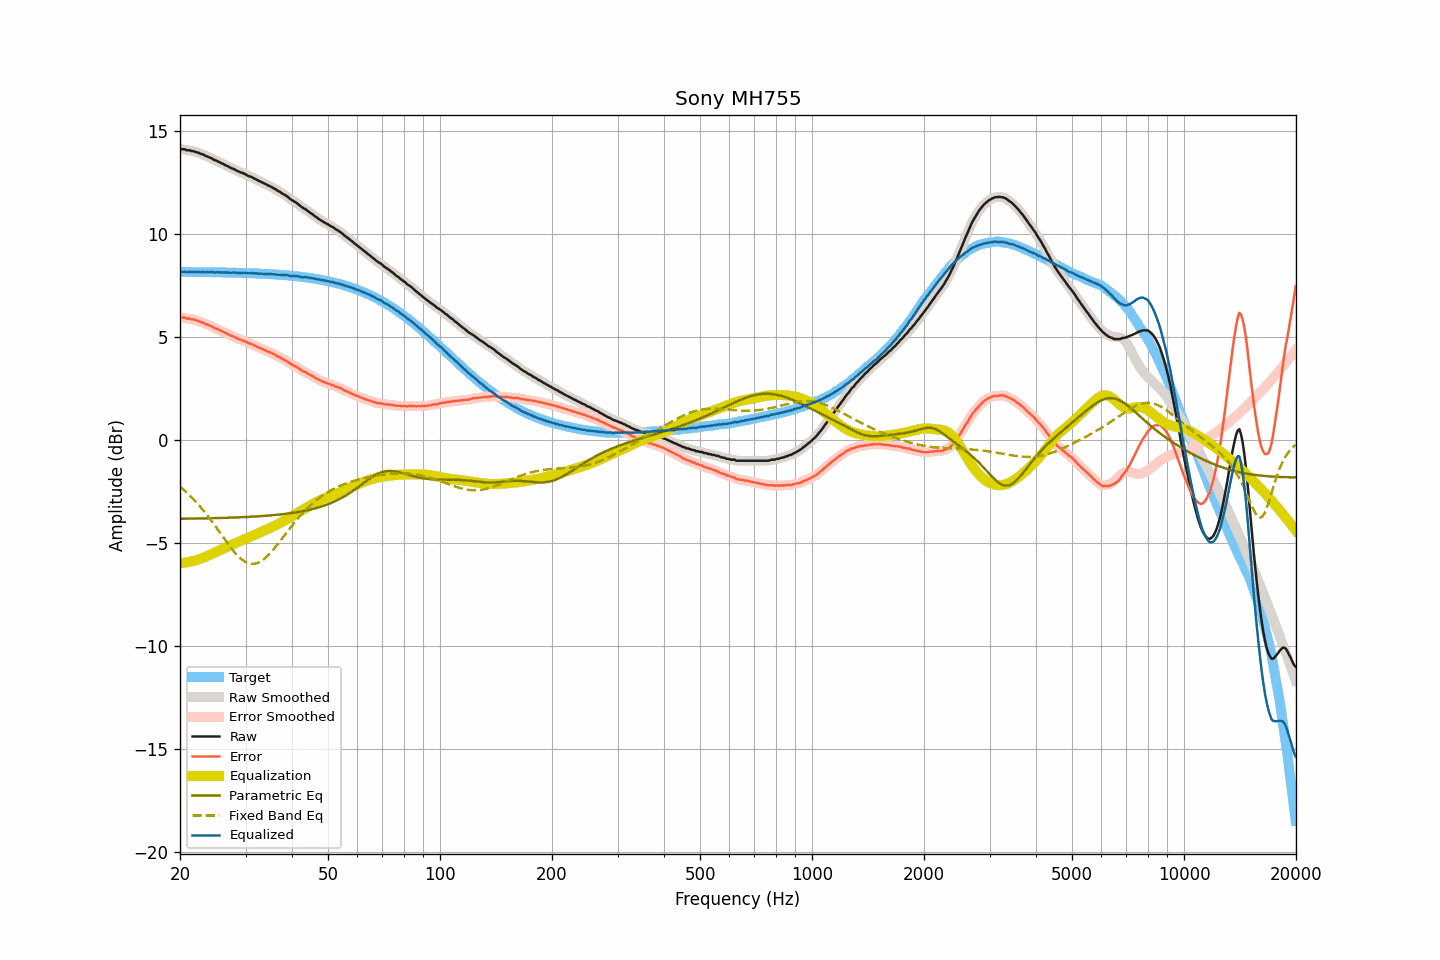 Sony MH755
15
10
5
0
−5
−10
−15
−20
Amplitude (dBr)
Target
Raw Smoothed
Error Smoothed
Raw
Error
Equalization
Parametric Eq
Fixed Band Eq
Equalized
20 50 100 200 500 1000 2000 5000 10000 20000
Frequency (Hz)